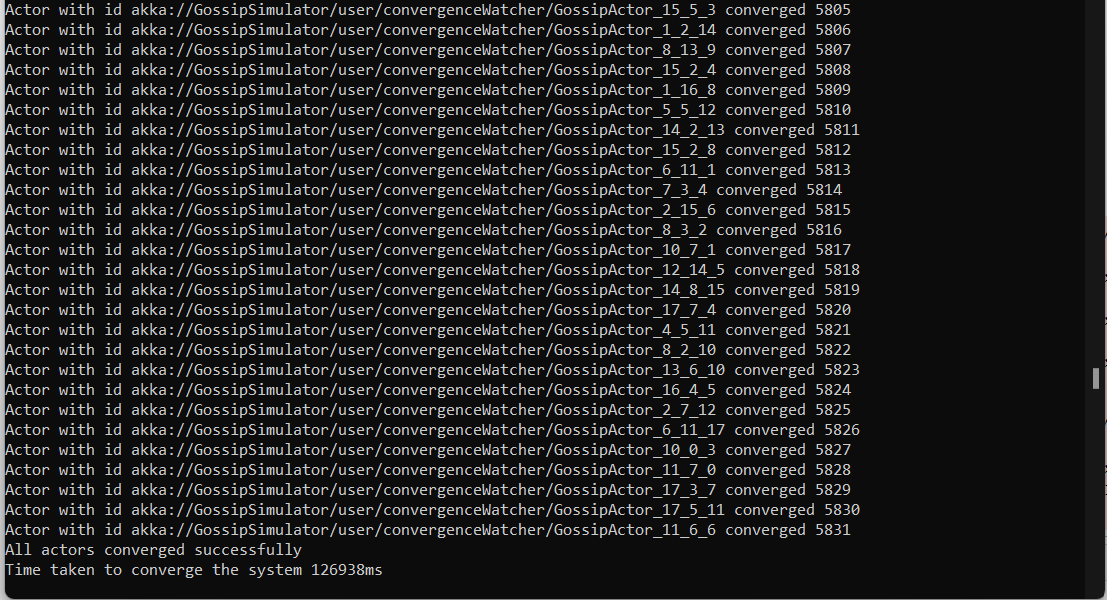 Actor with id akka://GossipSimulator/user/convergenceWatcher/GossipActor_15_5_3 converged 5805
Actor with id akka://GossipSimulator/user/convergenceWatcher/GossipActor_1_2_14 converged 5806
Actor with id akka://GossipSimulator/user/convergenceWatcher/GossipActor_8_13_9 converged 5807
Actor with id akka://GossipSimulator/user/convergenceWatcher/GossipActor_15_2_4 converged 5808
Actor with id akka://GossipSimulator/user/convergenceWatcher/GossipActor_1_16_8 converged 5809
Actor with id akka://GossipSimulator/user/convergenceWatcher/GossipActor_5_5_12 converged 5810
Actor with id akka://GossipSimulator/user/convergenceWatcher/GossipActor_14_2_13 converged 5811
Actor with id akka://GossipSimulator/user/convergenceWatcher/GossipActor_15_2_8 converged 5812
Actor with id akka://GossipSimulator/user/convergenceWatcher/GossipActor_6_11_1 converged 5813
Actor with id akka://GossipSimulator/user/convergenceWatcher/GossipActor_7_3_4 converged 5814
Actor with id akka://GossipSimulator/user/convergenceWatcher/GossipActor_2_15_6 converged 5815
Actor with id akka://GossipSimulator/user/convergenceWatcher/GossipActor_8_3_2 converged 5816
Actor with id akka://GossipSimulator/user/convergenceWatcher/GossipActor_10_7_1 converged 5817
Actor with id akka://GossipSimulator/user/convergenceWatcher/GossipActor_12_14_5 converged 5818
Actor with id akka://GossipSimulator/user/convergenceWatcher/GossipActor_14_8_15 converged 5819
Actor with id akka://GossipSimulator/user/convergenceWatcher/GossipActor_17_7_4 converged 5820
Actor with id akka://GossipSimulator/user/convergenceWatcher/GossipActor_4_5_11 converged 5821
Actor with id akka://GossipSimulator/user/convergenceWatcher/GossipActor_8_2_10 converged 5822
Actor with id akka://GossipSimulator/user/convergenceWatcher/GossipActor_13_6_10 converged 5823
Actor with id akka://GossipSimulator/user/convergenceWatcher/GossipActor_16_4_5 converged 5824
Actor with id akka://GossipSimulator/user/convergenceWatcher/GossipActor_2_7_12 converged 5825
Actor with id akka://GossipSimulator/user/convergenceWatcher/GossipActor_6_11_17 converged 5826
Actor with id akka://GossipSimulator/user/convergenceWatcher/GossipActor_10_0_3 converged 5827
Actor with id akka://GossipSimulator/user/convergenceWatcher/GossipActor_11_7_0 converged 5828
Actor with id akka://GossipSimulator/user/convergenceWatcher/GossipActor_17_3_7 converged 5829
Actor with id akka://GossipSimulator/user/convergenceWatcher/GossipActor_17_5_11 converged 5830
Actor with id akka://GossipSimulator/user/convergenceWatcher/GossipActor_11_6_6 converged 5831
All actors converged successfully
Time taken to converge the system 126938ms